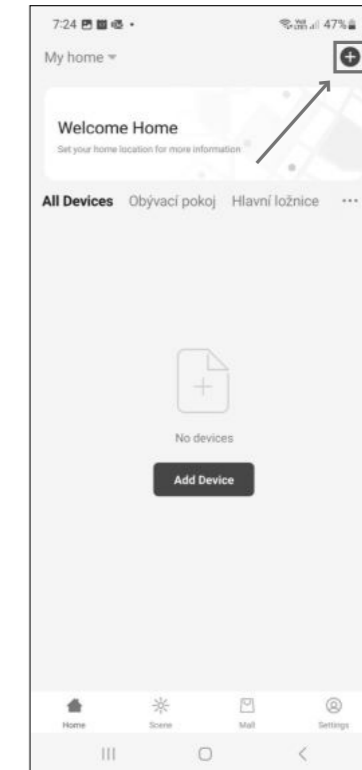 7:24
47%
My home
Welcome Home
Set your home location for more information
All Devices Obývací pokoj Hlavní ložnice ...
No devices
Add Device
Home Scene Mall Settings